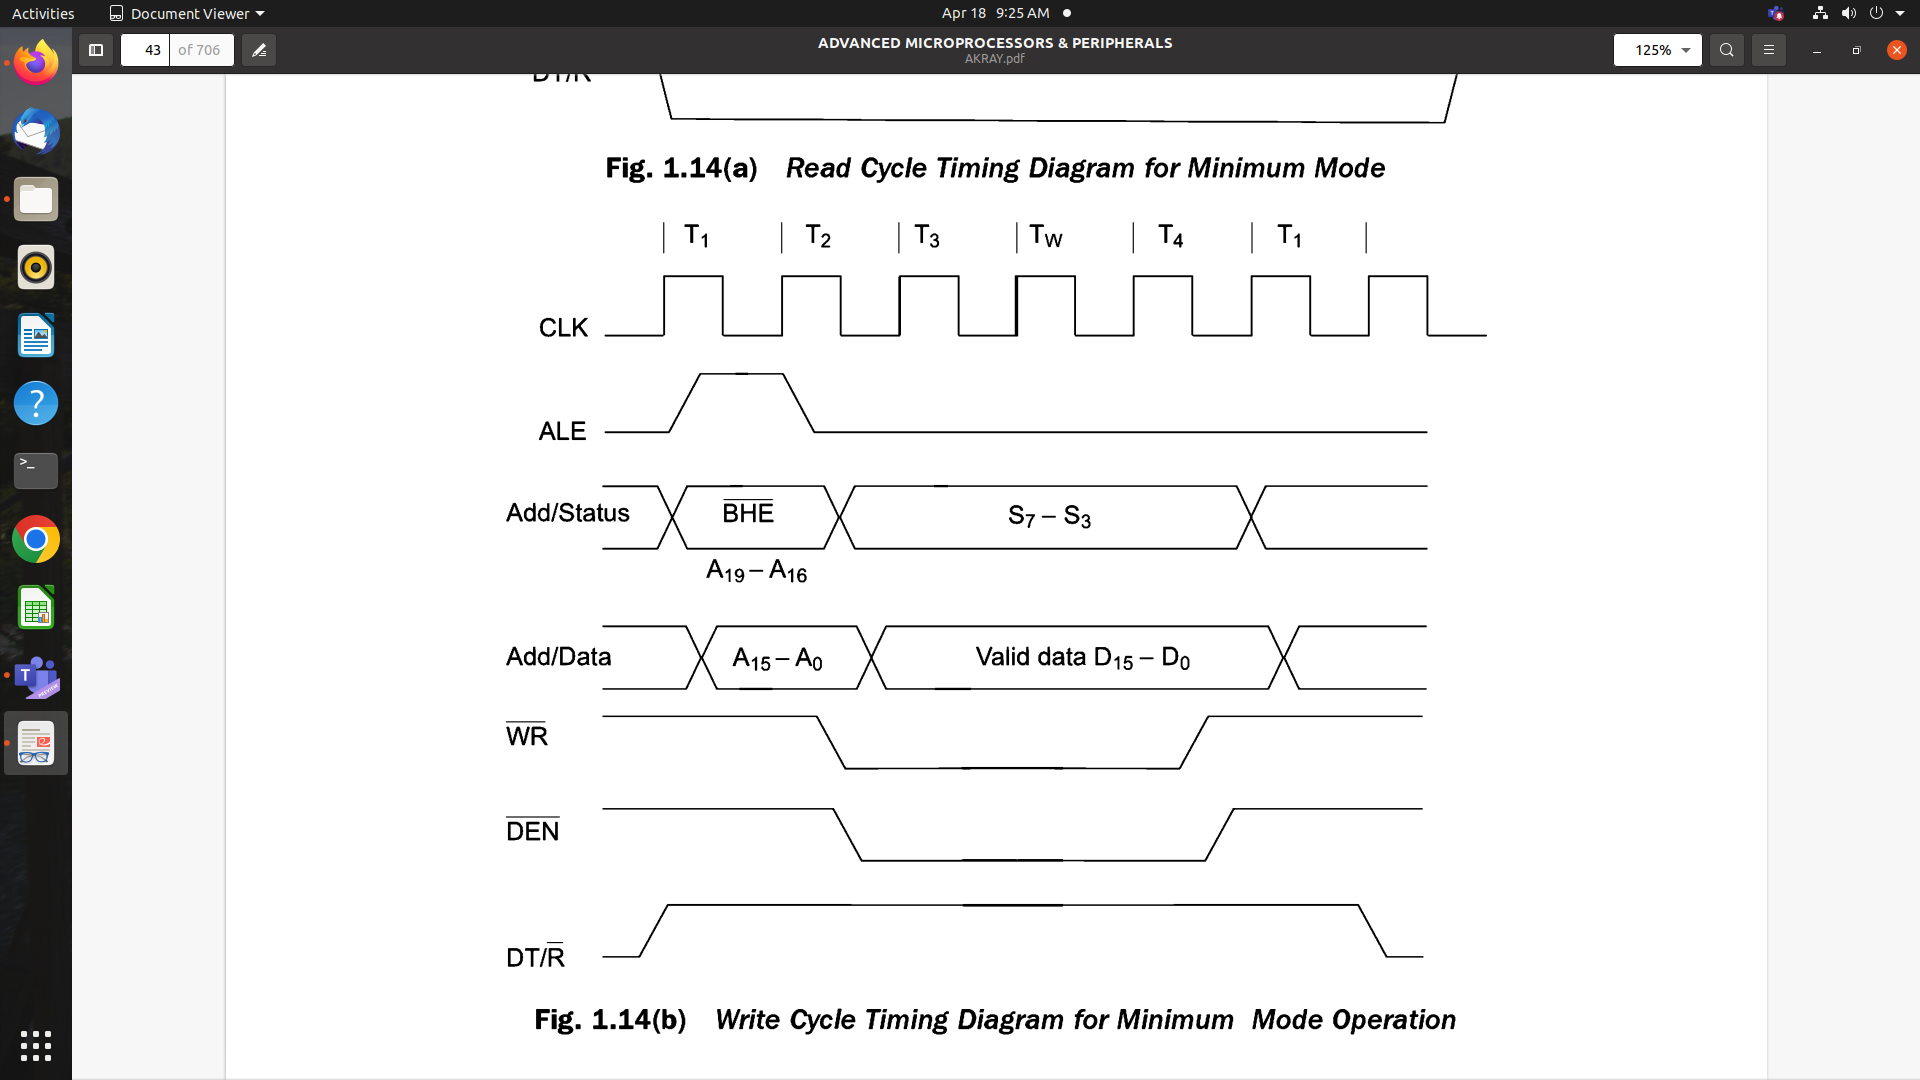 Activities Document Viewer Apr 18 9:25 AM
43 of 706 ADVANCED MICROPROCESSORS & PERIPHERALS 125%
AKRAY.pdf
DT/R
Fig. 1.14(a) Read Cycle Timing Diagram for Minimum Mode
T1 T2 T3 TW T4 T1
CLK
ALE
Add/Status BHE S7 – S3
A19 – A16
Add/Data A15 – A0 Valid data D15 – D0
WR
DEN
DT/R
Fig. 1.14(b) Write Cycle Timing Diagram for Minimum Mode Operation